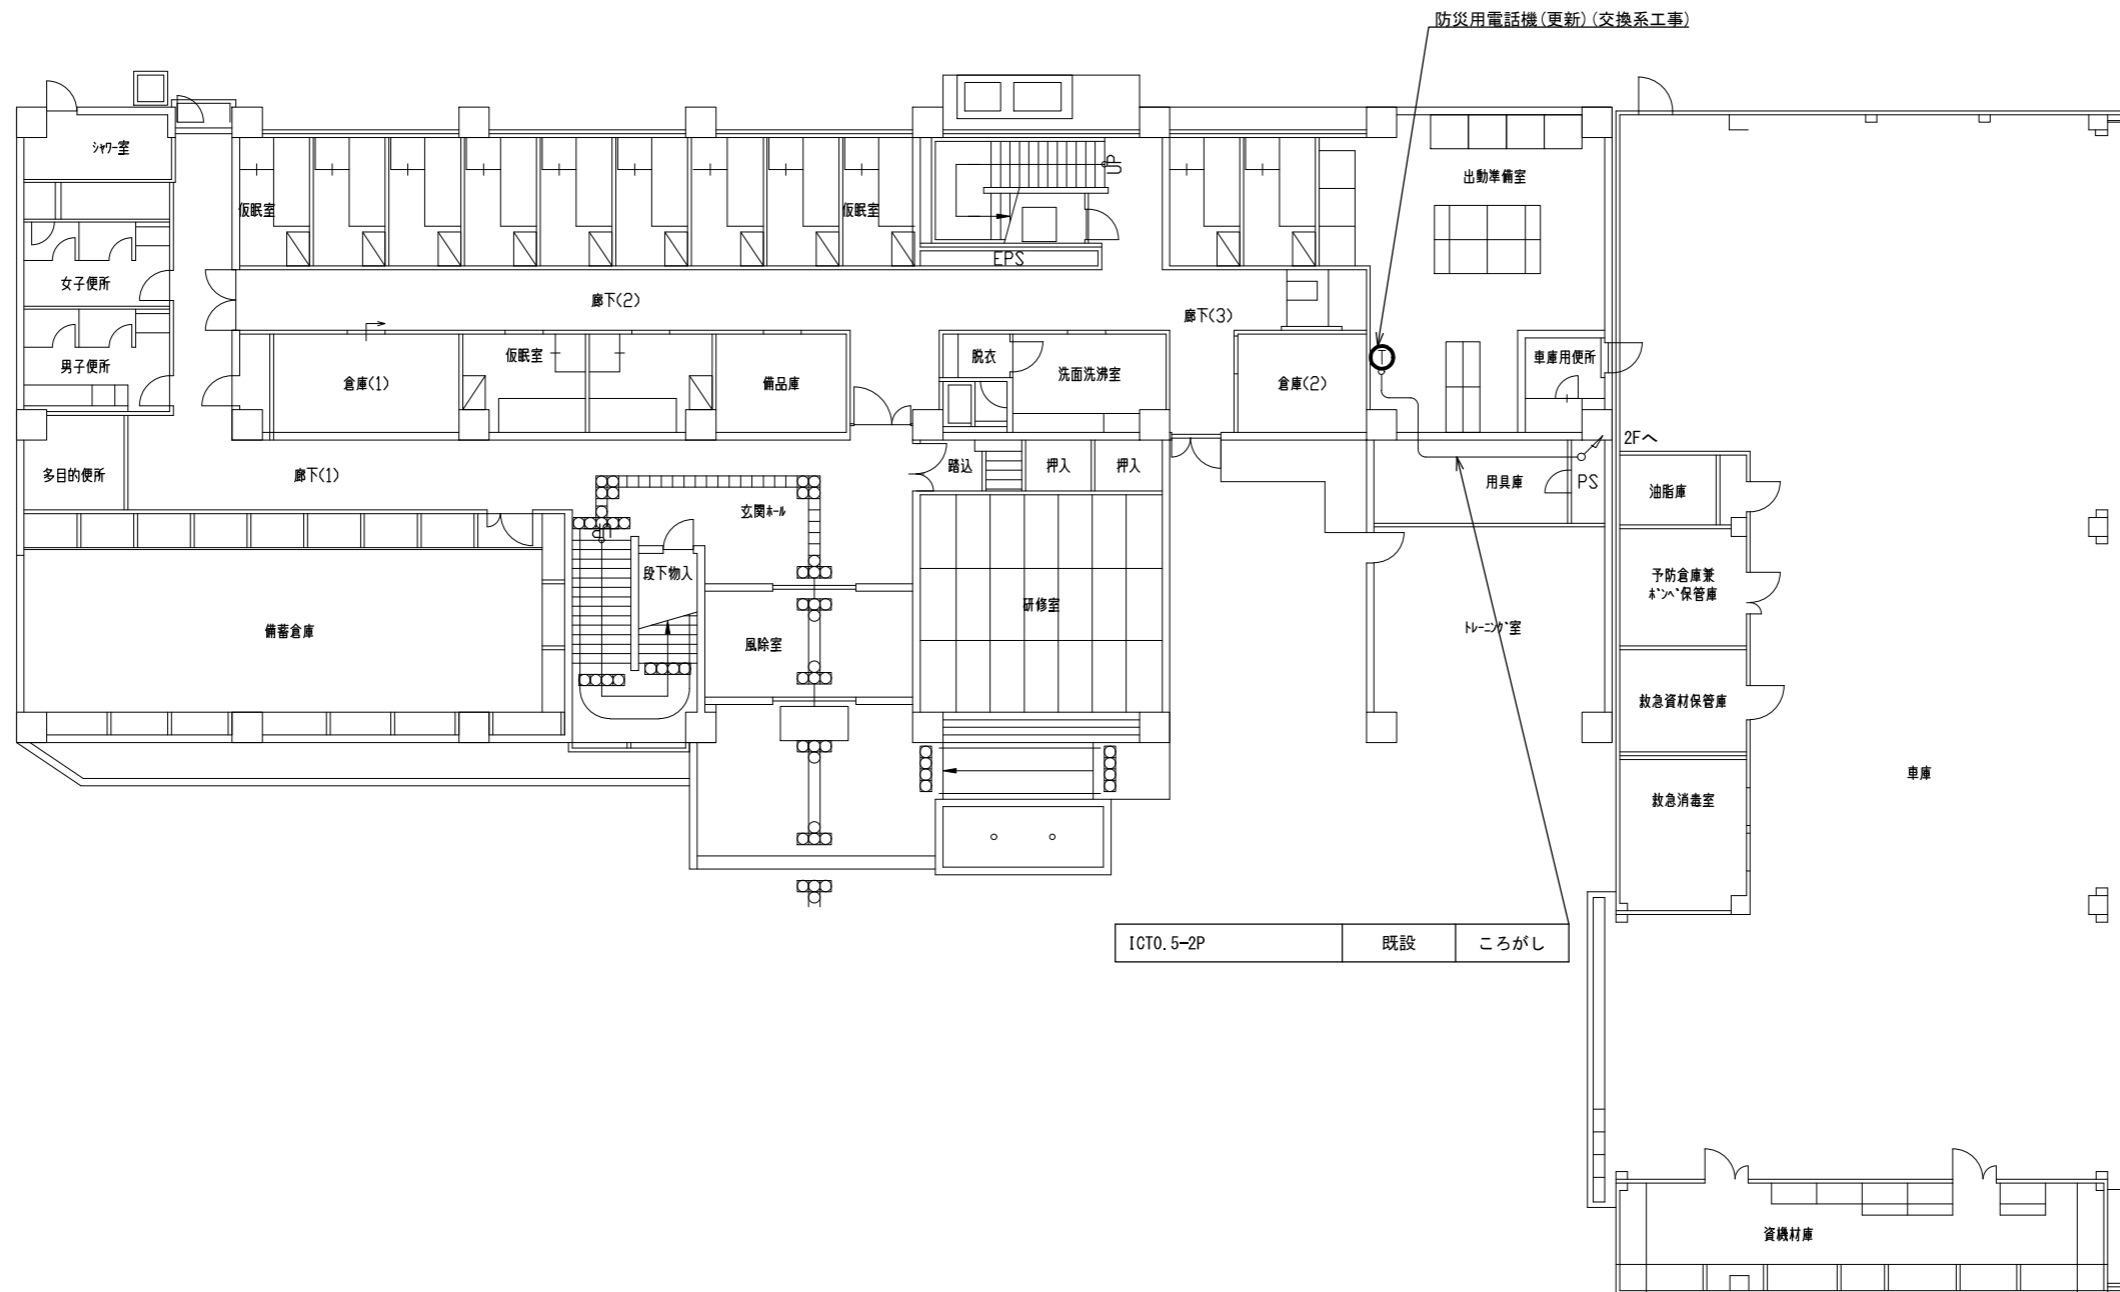 防災用電話機(更新)(交換系工事)
シャワー室
出動準備室
UP
仮眠室
仮眠室
EPS
女子便所
廊下(2)
廊下(3)
男子便所
倉庫(1)
仮眠室
備品庫
脱衣
洗面洗沸室
倉庫(2)
T
車庫用便所
2Fへ
多目的便所
廊下(1)
踏込
押入
押入
用具庫
PS
油脂庫
玄関ホール
UP
段下物入
予防倉庫兼
ボンベ保管庫
研修室
備蓄倉庫
風除室
トレーニング室
救急資材保管庫
車庫
救急消毒室
ICT0.5-2P 既設 ころがし
資機材庫